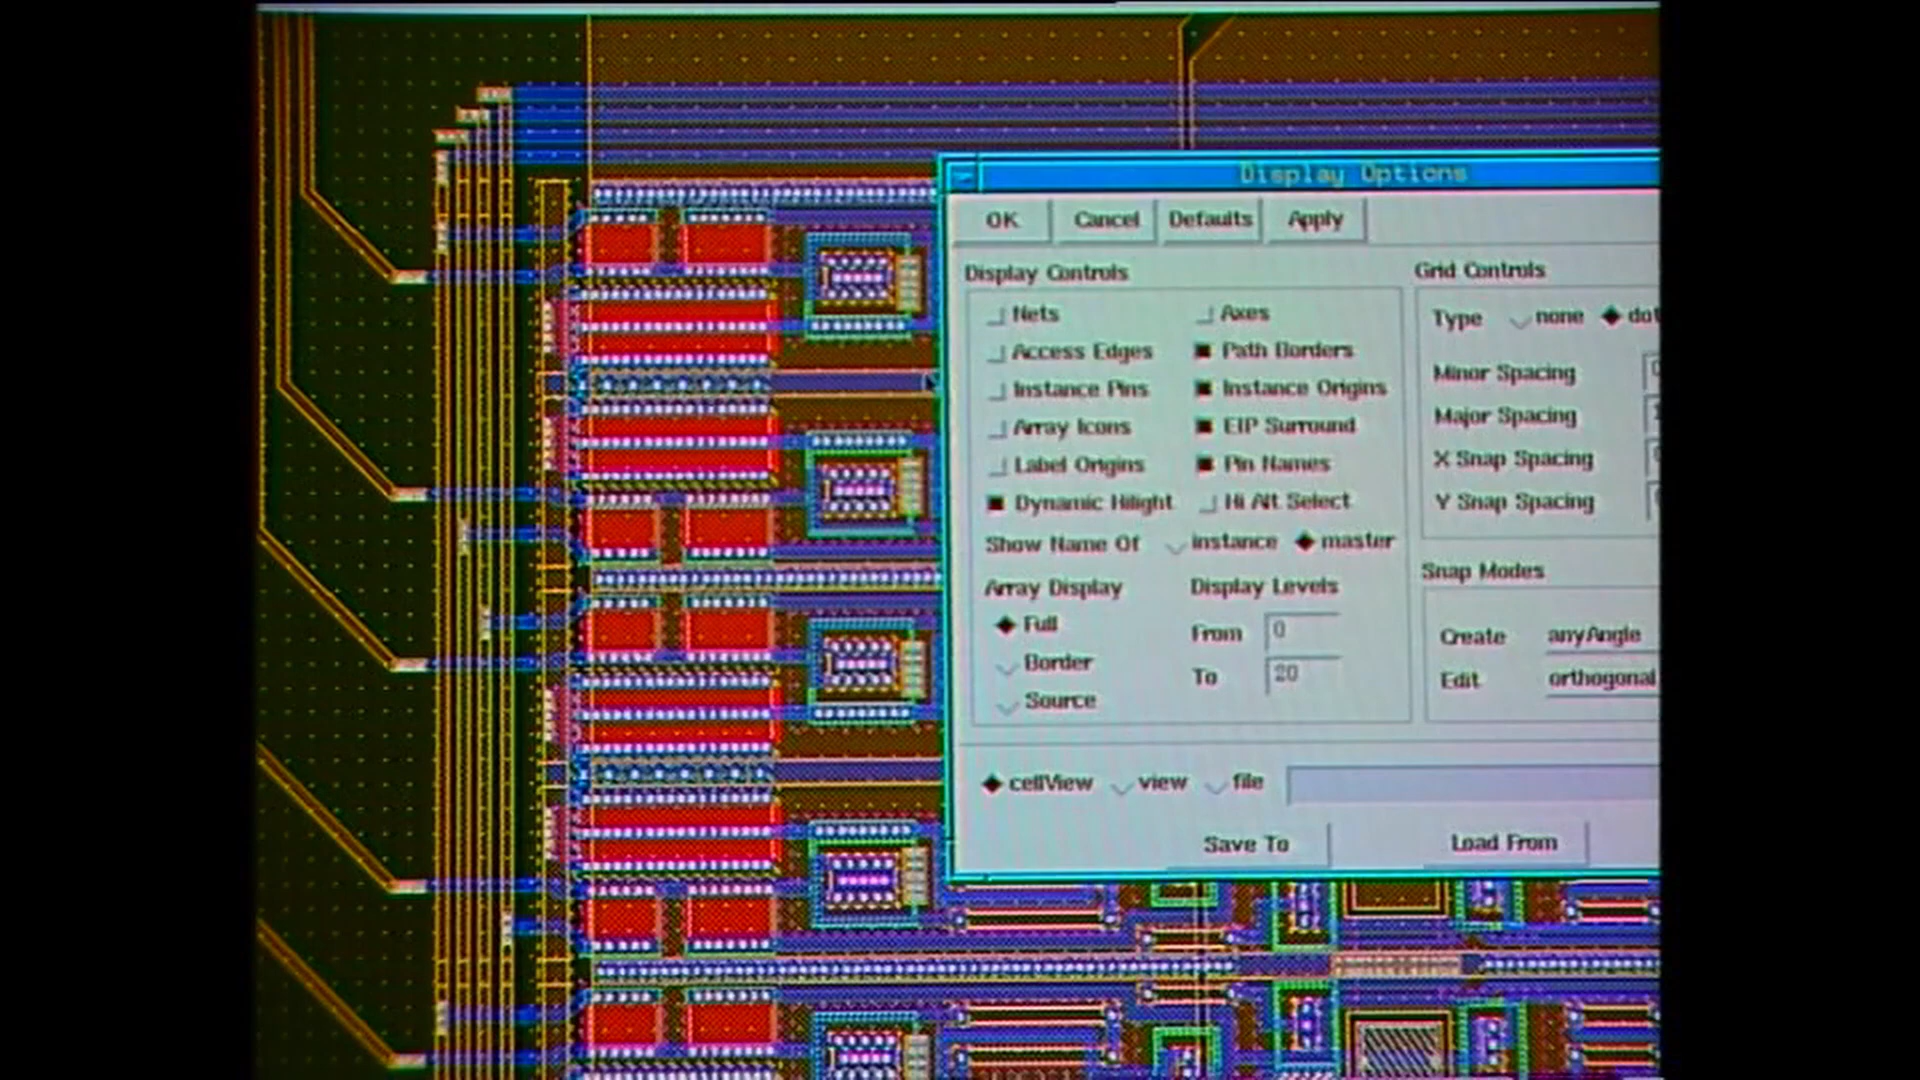 Display Options
OK Cancel Defaults Apply
Display Controls
Nets Axes
Access Edges Path Borders
Instance Pins Instance Origins
Array Icons EIP Surround
Label Origins Pin Names
Dynamic Hilight Hi Alt Select
Show Name Of instance master
Array Display Display Levels
Full From 0
Border To 20
Source
Grid Controls
Type none dot
Minor Spacing
Major Spacing
X Snap Spacing
Y Snap Spacing
Snap Modes
Create anyAngle
Edit orthogonal
cellView view file
Save To Load From